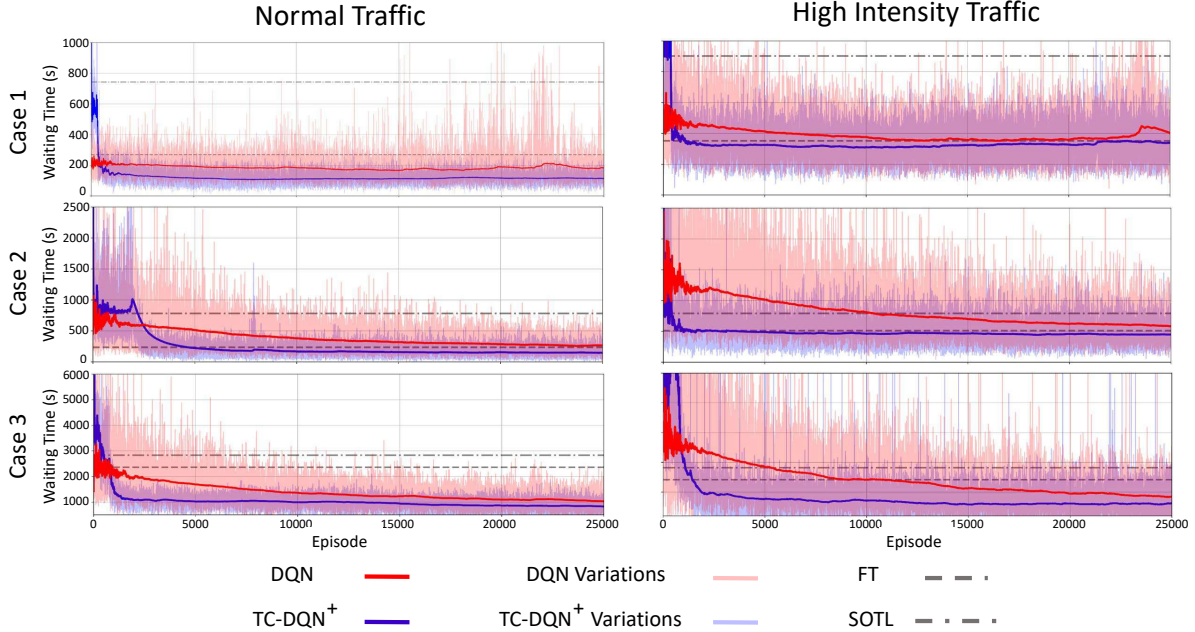 Normal Traffic
High Intensity Traffic
Case 1
Waiting Time (s)
1000
800
600
400
200
0
Case 2
Waiting Time (s)
2500
2000
1500
1000
500
0
Case 3
Waiting Time (s)
6000
5000
4000
3000
2000
1000
0 5000 10000 15000 20000 25000
Episode
0 5000 10000 15000 20000 25000
Episode
DQN DQN Variations FT
TC-DQN+ TC-DQN+ Variations SOTL